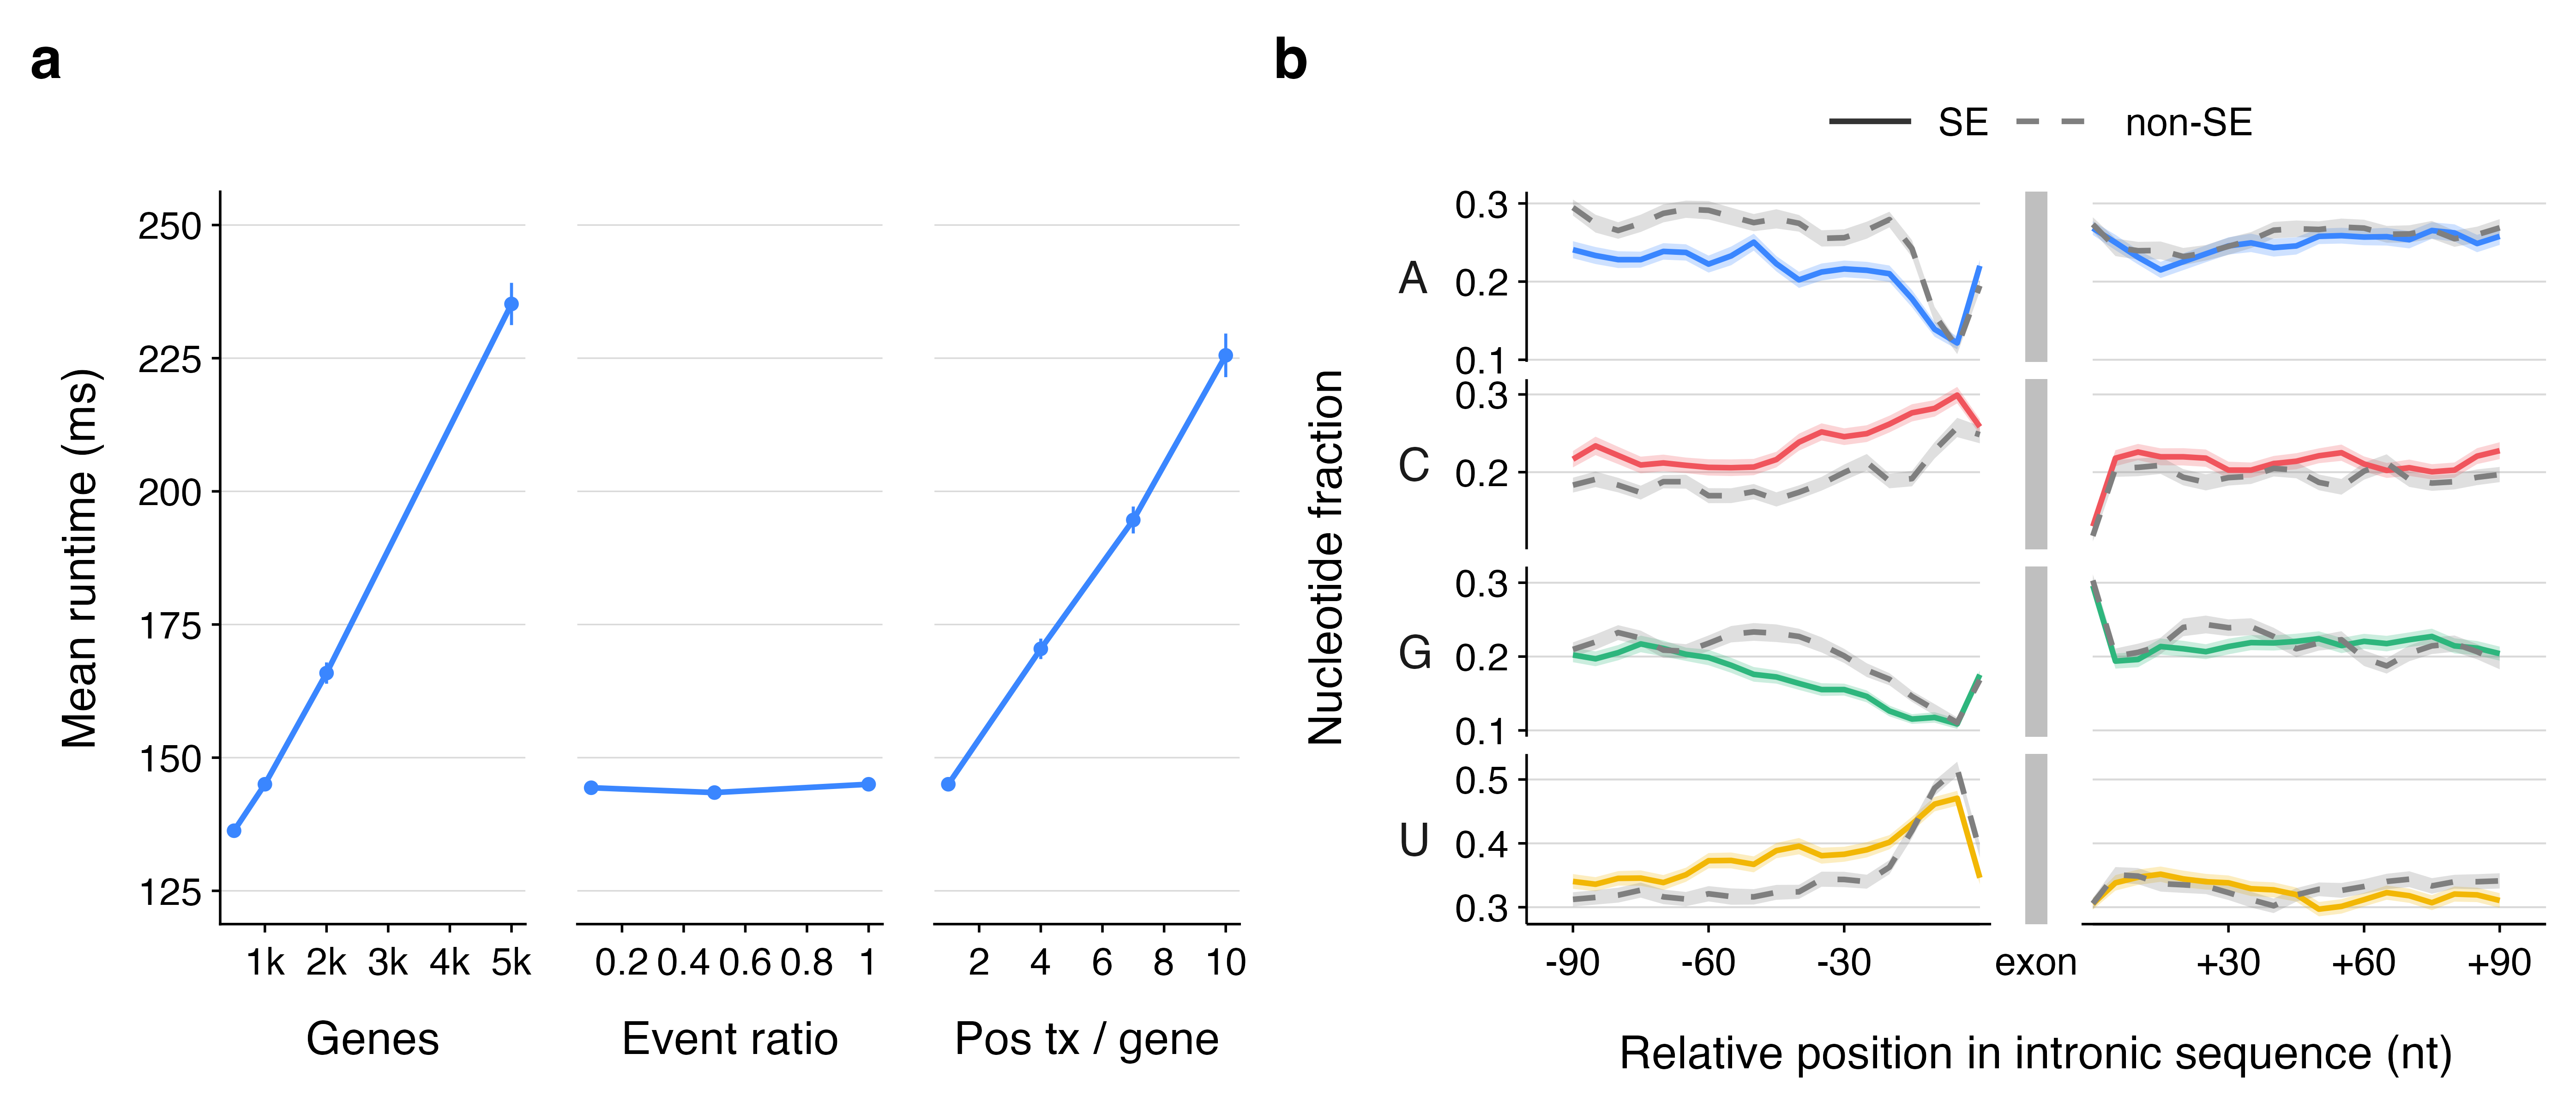 a
Mean runtime (ms)
250
225
200
175
150
125
1k 2k 3k 4k 5k
0.2 0.4 0.6 0.8 1
2 4 6 8 10
Genes
Event ratio
Pos tx / gene
b
SE non-SE
Nucleotide fraction
A
0.3
0.2
0.1
C
0.3
0.2
G
0.3
0.2
0.1
U
0.5
0.4
0.3
-90 -60 -30 exon +30 +60 +90
Relative position in intronic sequence (nt)